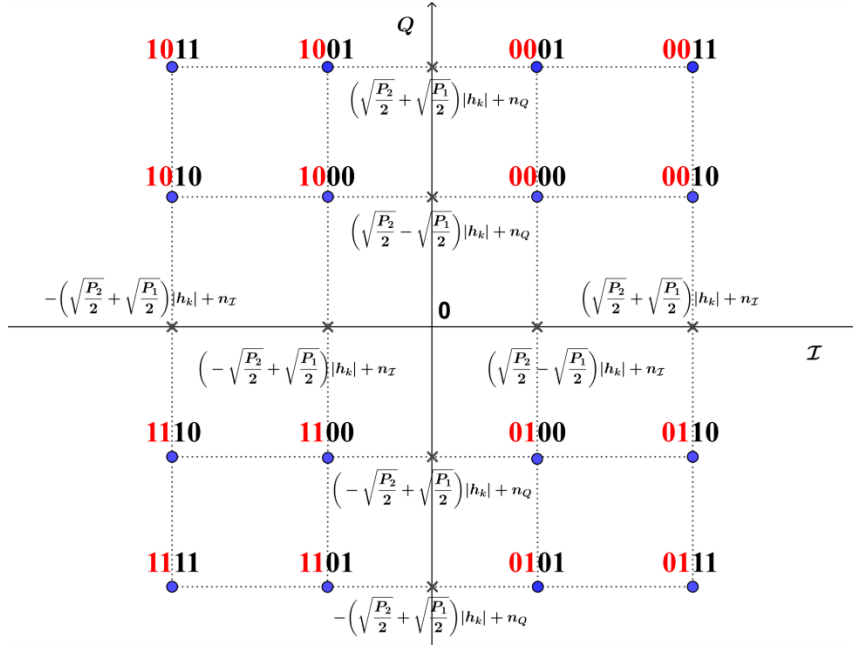 Q
1011 1001 0001 0011
(√(P₂/2) + √(P₁/2))|hₖ| + n_Q
1010 1000 0000 0010
(√(P₂/2) − √(P₁/2))|hₖ| + n_Q
−(√(P₂/2) + √(P₁/2))|hₖ| + n_ℐ 0 (√(P₂/2) + √(P₁/2))|hₖ| + n_ℐ
ℐ
(−√(P₂/2) + √(P₁/2))|hₖ| + n_ℐ (√(P₂/2) − √(P₁/2))|hₖ| + n_ℐ
1110 1100 0100 0110
(−√(P₂/2) + √(P₁/2))|hₖ| + n_Q
1111 1101 0101 0111
−(√(P₂/2) + √(P₁/2))|hₖ| + n_Q